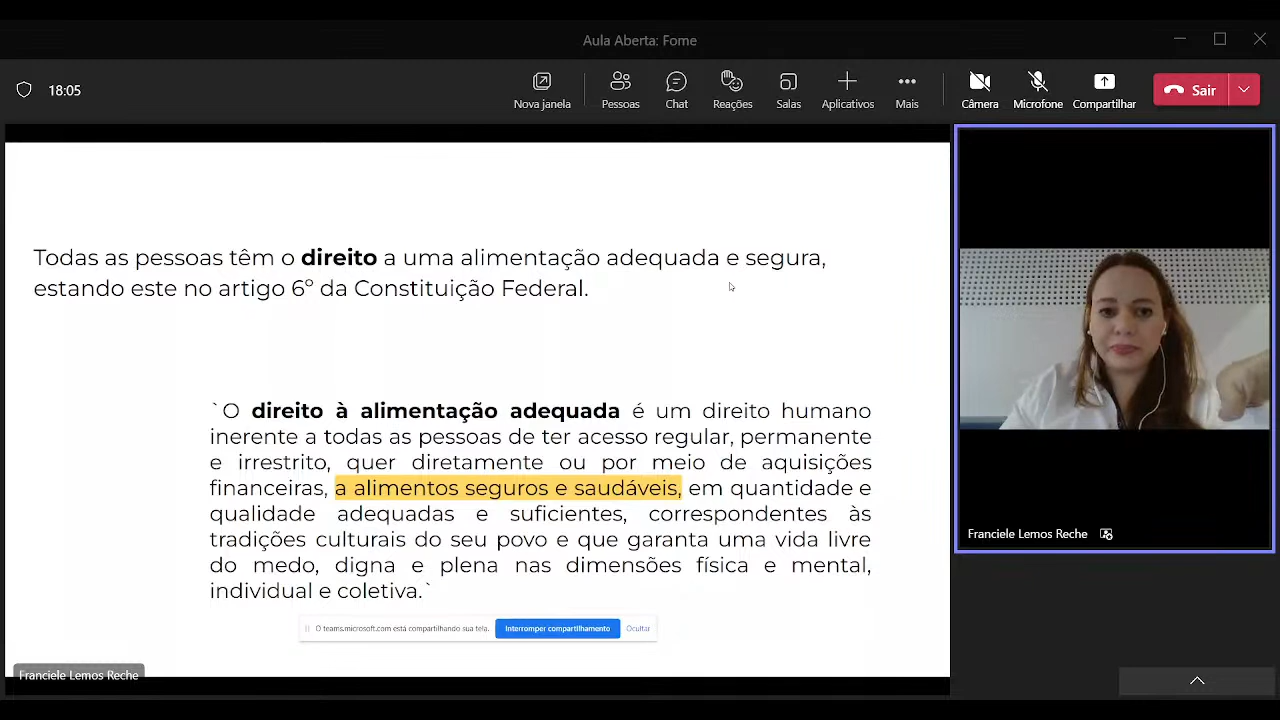 Aula Aberta: Fome
18:05
Nova janela
Pessoas
Chat
Reações
Salas
Aplicativos
Mais
Câmera
Microfone
Compartilhar
Sair
Todas as pessoas têm o direito a uma alimentação adequada e segura,
estando este no artigo 6º da Constituição Federal.
`O direito à alimentação adequada é um direito humano
inerente a todas as pessoas de ter acesso regular, permanente
e irrestrito, quer diretamente ou por meio de aquisições
financeiras, a alimentos seguros e saudáveis, em quantidade e
qualidade adequadas e suficientes, correspondentes às
tradições culturais do seu povo e que garanta uma vida livre
do medo, digna e plena nas dimensões física e mental,
individual e coletiva.`
O teams.microsoft.com está compartilhando sua tela.
Interromper compartilhamento
Ocultar
Franciele Lemos Reche
Franciele Lemos Reche